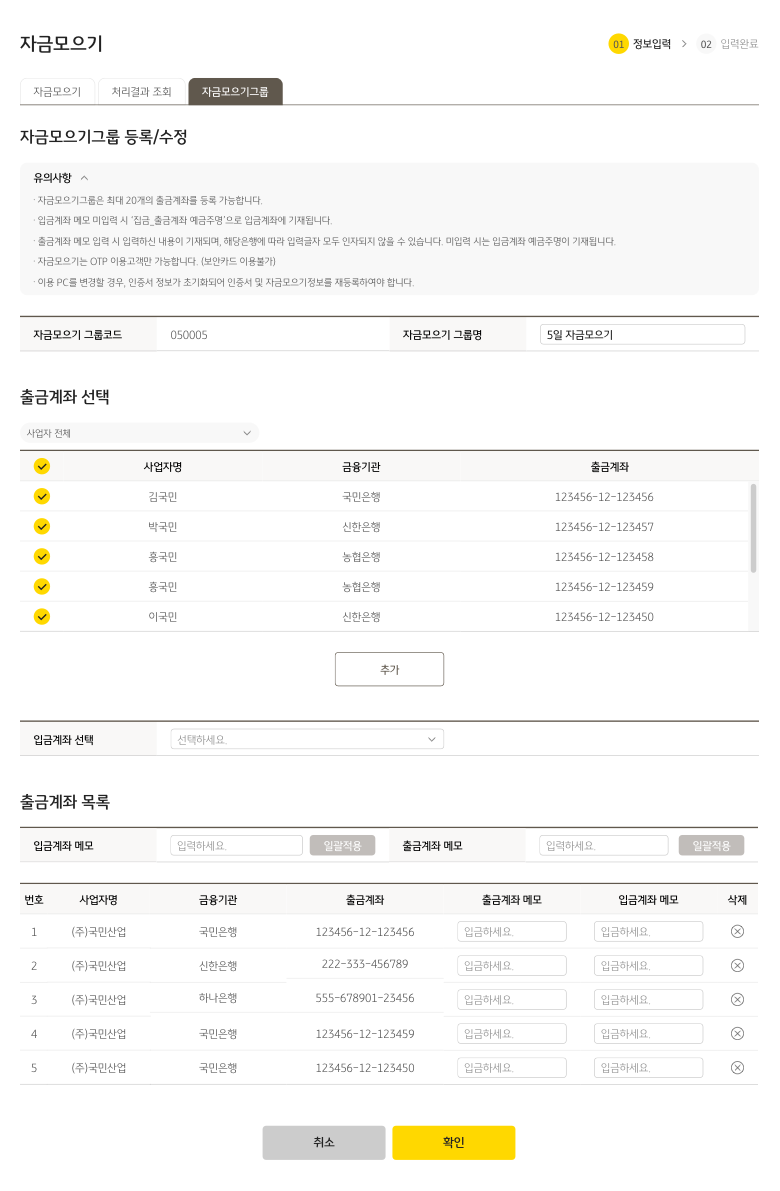 자금모으기
01 정보입력 > 02 입력완료
자금모으기 처리결과 조회 자금모으기그룹
자금모으기그룹 등록/수정
유의사항
· 자금모으기그룹은 최대 20개의 출금계좌를 등록 가능합니다.
· 입금계좌 메모 미입력 시 '집금_출금계좌 예금주명'으로 입금계좌에 기재됩니다.
· 출금계좌 메모 입력 시 입력하신 내용이 기재되며, 해당은행에 따라 입력글자 모두 인자되지 않을 수 있습니다. 미입력 시는 입금계좌 예금주명이 기재됩니다.
· 자금모으기는 OTP 이용고객만 가능합니다. (보안카드 이용불가)
· 이용 PC를 변경할 경우, 인증서 정보가 초기화되어 인증서 및 자금모으기정보를 재등록하여야 합니다.
자금모으기 그룹코드 050005 자금모으기 그룹명 5일 자금모으기
출금계좌 선택
사업자 전체
사업자명 금융기관 출금계좌
김국민 국민은행 123456-12-123456
박국민 신한은행 123456-12-123457
홍국민 농협은행 123456-12-123458
홍국민 농협은행 123456-12-123459
이국민 신한은행 123456-12-123450
추가
입금계좌 선택 선택하세요.
출금계좌 목록
입금계좌 메모 입력하세요. 일괄적용 출금계좌 메모 입력하세요. 일괄적용
번호 사업자명 금융기관 출금계좌 출금계좌 메모 입금계좌 메모 삭제
1 (주)국민산업 국민은행 123456-12-123456 입금하세요. 입금하세요.
2 (주)국민산업 신한은행 222-333-456789 입금하세요. 입금하세요.
3 (주)국민산업 하나은행 555-678901-23456 입금하세요. 입금하세요.
4 (주)국민산업 국민은행 123456-12-123459 입금하세요. 입금하세요.
5 (주)국민산업 국민은행 123456-12-123450 입금하세요. 입금하세요.
취소 확인